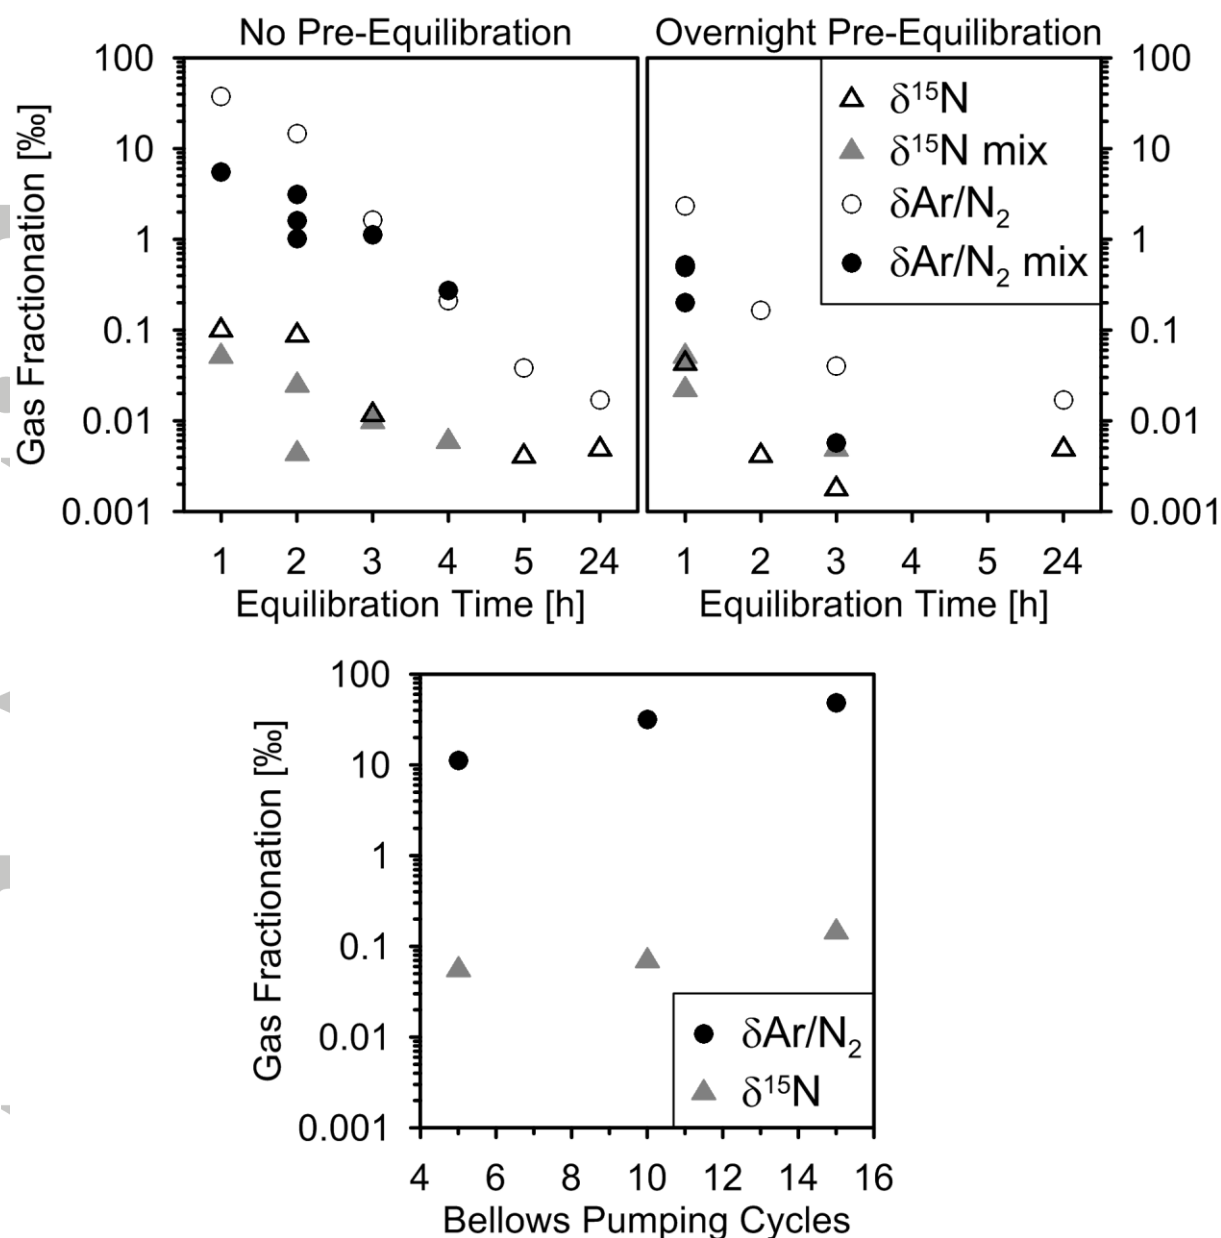 No Pre-Equilibration
Overnight Pre-Equilibration
Gas Fractionation [‰]
100
10
1
0.1
0.01
0.001
1 2 3 4 5 24
Equilibration Time [h]
δ¹⁵N
δ¹⁵N mix
δAr/N₂
δAr/N₂ mix
100
10
1
0.1
0.01
0.001
1 2 3 4 5 24
Equilibration Time [h]
Gas Fractionation [‰]
100
10
1
0.1
0.01
0.001
δAr/N₂
δ¹⁵N
4 6 8 10 12 14 16
Bellows Pumping Cycles